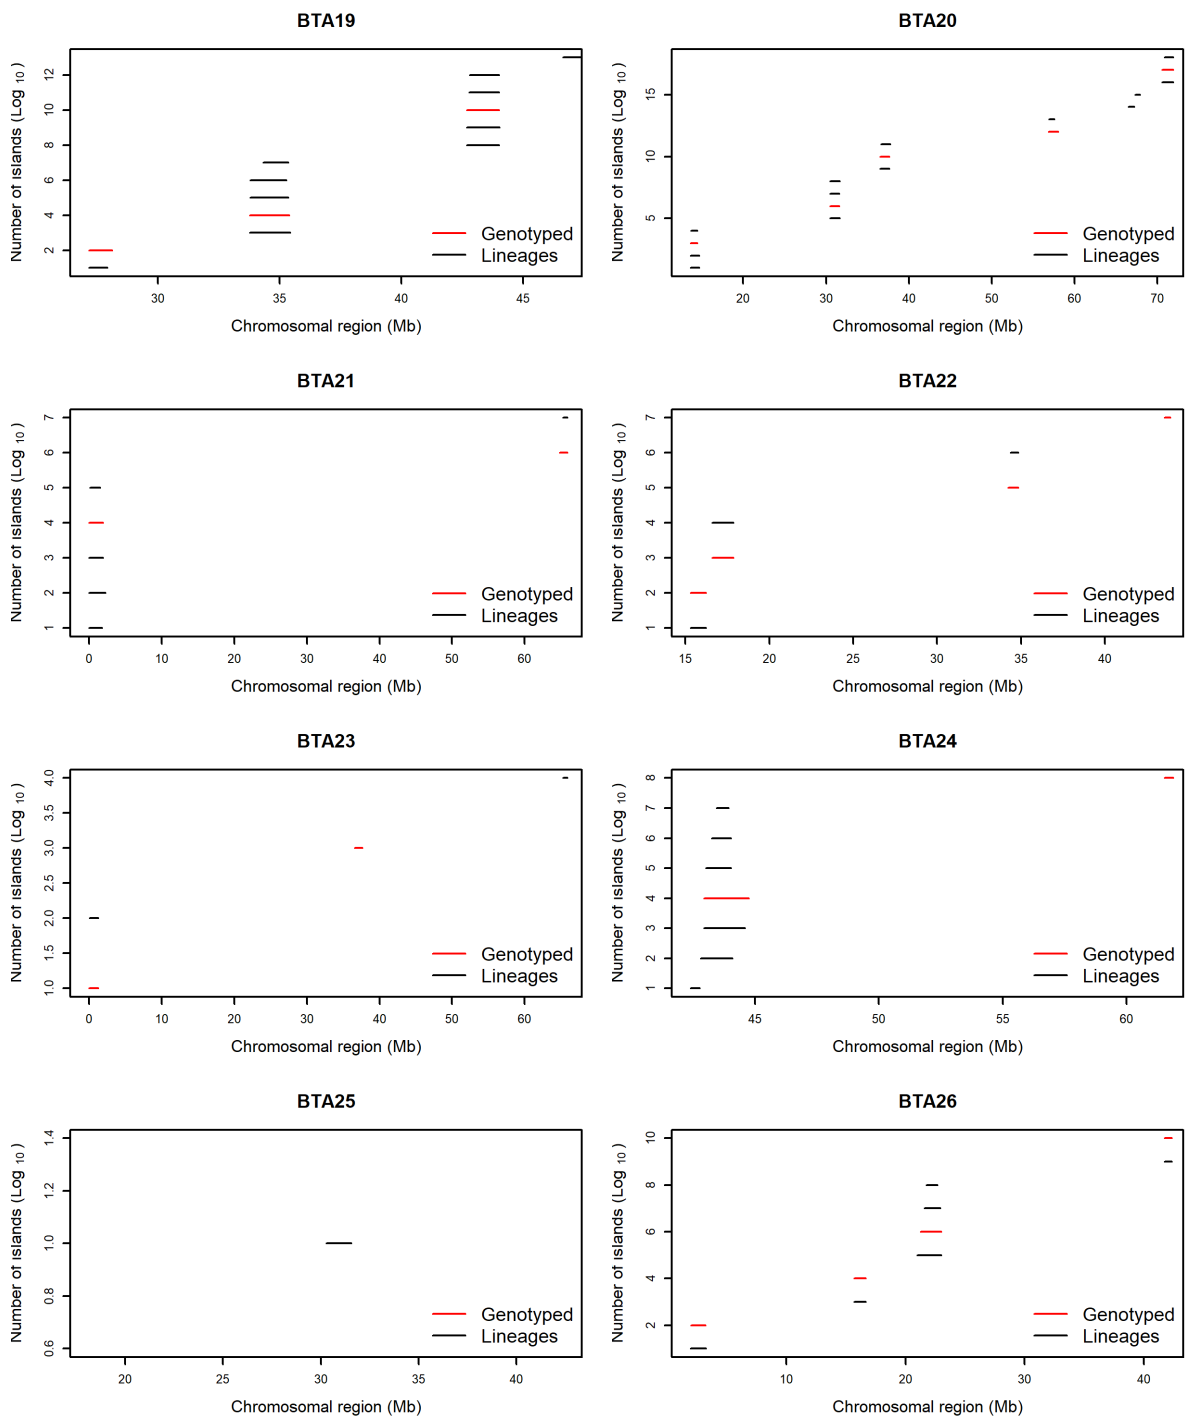 BTA19
Number of islands (Log 10)
2 4 6 8 10 12
30 35 40 45
Chromosomal region (Mb)
Genotyped
Lineages
BTA20
Number of islands (Log 10)
5 10 15
20 30 40 50 60 70
Chromosomal region (Mb)
Genotyped
Lineages
BTA21
Number of islands (Log 10)
1 2 3 4 5 6 7
0 10 20 30 40 50 60
Chromosomal region (Mb)
Genotyped
Lineages
BTA22
Number of islands (Log 10)
1 2 3 4 5 6 7
15 20 25 30 35 40
Chromosomal region (Mb)
Genotyped
Lineages
BTA23
Number of islands (Log 10)
1.0 1.5 2.0 2.5 3.0 3.5 4.0
0 10 20 30 40 50 60
Chromosomal region (Mb)
Genotyped
Lineages
BTA24
Number of islands (Log 10)
1 2 3 4 5 6 7 8
45 50 55 60
Chromosomal region (Mb)
Genotyped
Lineages
BTA25
Number of islands (Log 10)
0.6 0.8 1.0 1.2 1.4
20 25 30 35 40
Chromosomal region (Mb)
Genotyped
Lineages
BTA26
Number of islands (Log 10)
2 4 6 8 10
10 20 30 40
Chromosomal region (Mb)
Genotyped
Lineages